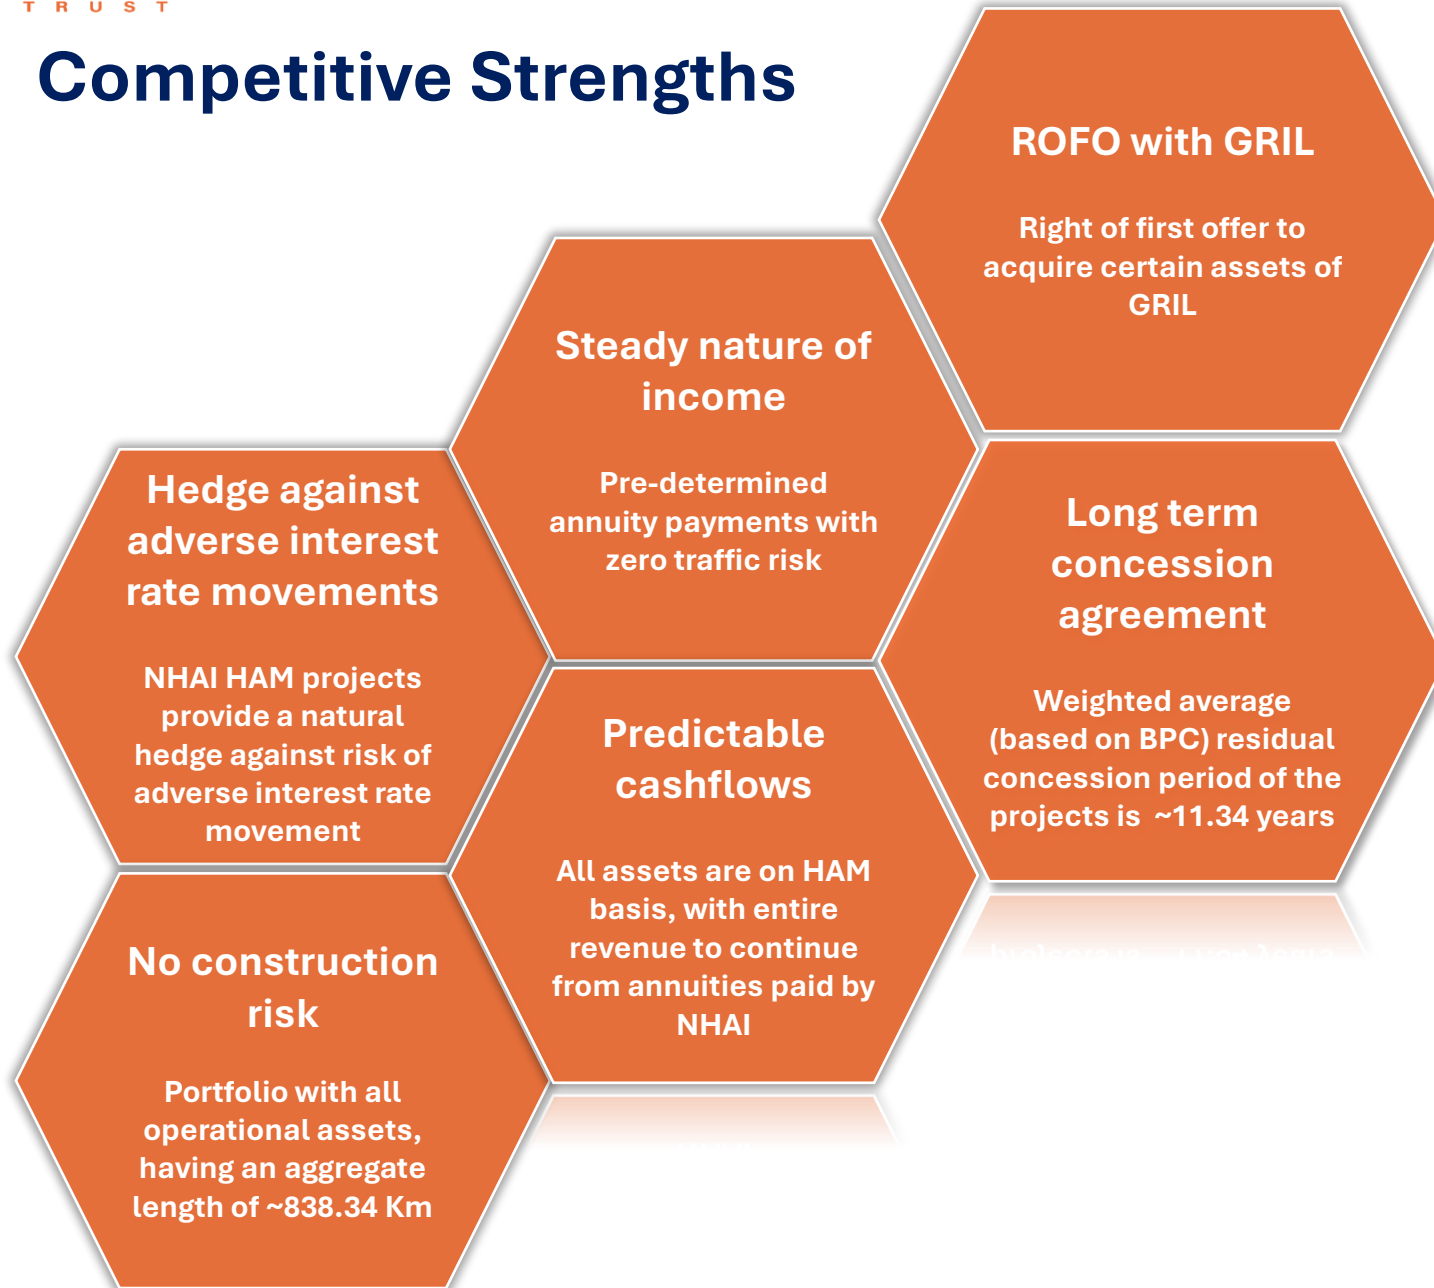 TRUST
Competitive Strengths
ROFO with GRIL
Right of first offer to
acquire certain assets of
GRIL
Steady nature of
income
Pre-determined
annuity payments with
zero traffic risk
Hedge against
adverse interest
rate movements
NHAI HAM projects
provide a natural
hedge against risk of
adverse interest rate
movement
Long term
concession
agreement
Weighted average
(based on BPC) residual
concession period of the
projects is ~11.34 years
Predictable
cashflows
All assets are on HAM
basis, with entire
revenue to continue
from annuities paid by
NHAI
No construction
risk
Portfolio with all
operational assets,
having an aggregate
length of ~838.34 Km